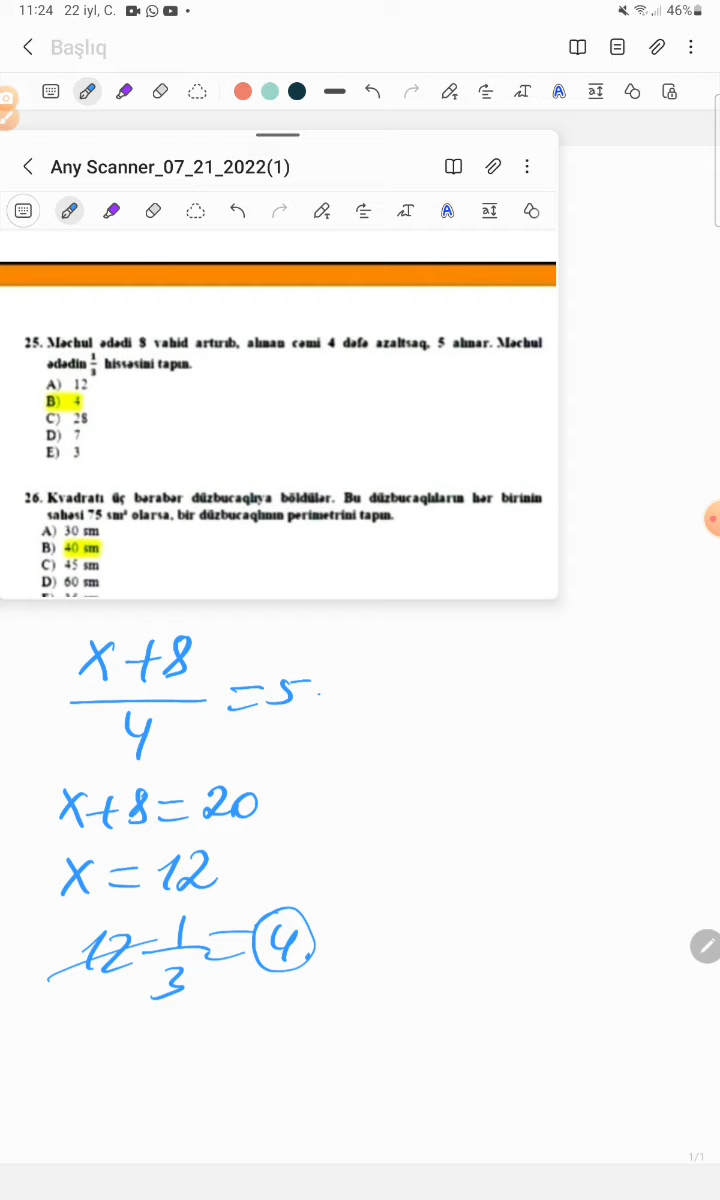 11:24 22 iyl, C. • 46%
Başlıq
Any Scanner_07_21_2022(1)
25. Məchul ədədi 8 vahid artırıb, alınan cəmi 4 dəfə azaltsaq, 5 alınar. Məchul
ədədin 1/3 hissəsini tapın.
A) 12
B) 4
C) 28
D) 7
E) 3
26. Kvadratı üç bərabər düzbucaqlıya böldülər. Bu düzbucaqlıların hər birinin
sahəsi 75 sm² olarsa, bir düzbucaqlının perimetrini tapın.
A) 30 sm
B) 40 sm
C) 45 sm
D) 60 sm
x+8
/4 = 5.
x+8=20
x=12
12 1/3 = 4.
1/1